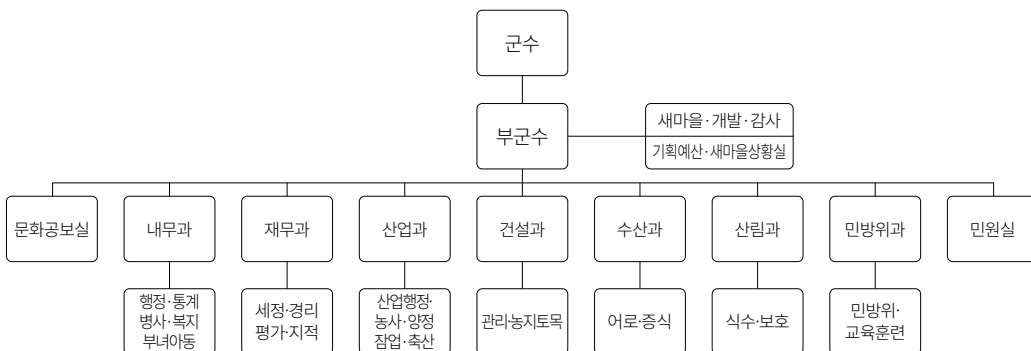 군수
부군수
새마을·개발·감사
기획예산·새마을상황실
문화공보실
내무과
재무과
산업과
건설과
수산과
산림과
민방위과
민원실
행정·통계
병사·복지
부녀아동
세정·경리
평가·지적
산업행정·
농사·양정
잠업·축산
관리·농지토목
어로·증식
식수·보호
민방위·
교육훈련